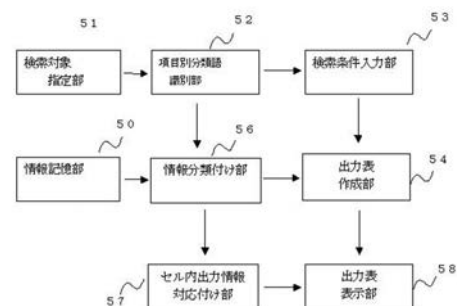 51
52
53
検索対象
指定部
項目別分類語
識別部
検索条件入力部
50
56
54
情報記憶部
情報分類付け部
出力表
作成部
57
セル内出力情報
対応付け部
出力表
表示部
58